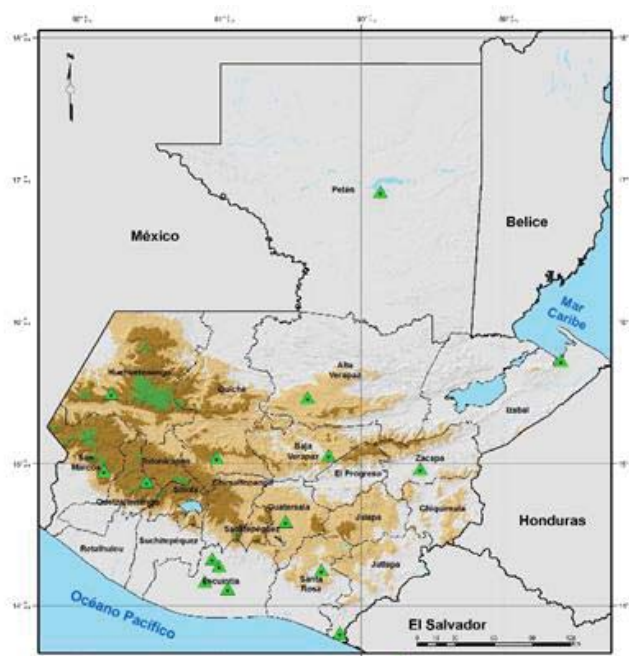 N
Petén
México
Belice
Mar
Caribe
Alta
Verapaz
Huehuetenango
Quiché
Izabal
Baja
Verapaz
Zacapa
San
Marcos
Totonicapán
El Progreso
Chimaltenango
Sololá
Quetzaltenango
Guatemala
Chiquimula
Honduras
Sacatepéquez
Jalapa
Suchitepéquez
Retalhuleu
Jutiapa
Escuintla
Santa
Rosa
Océano Pacífico
El Salvador